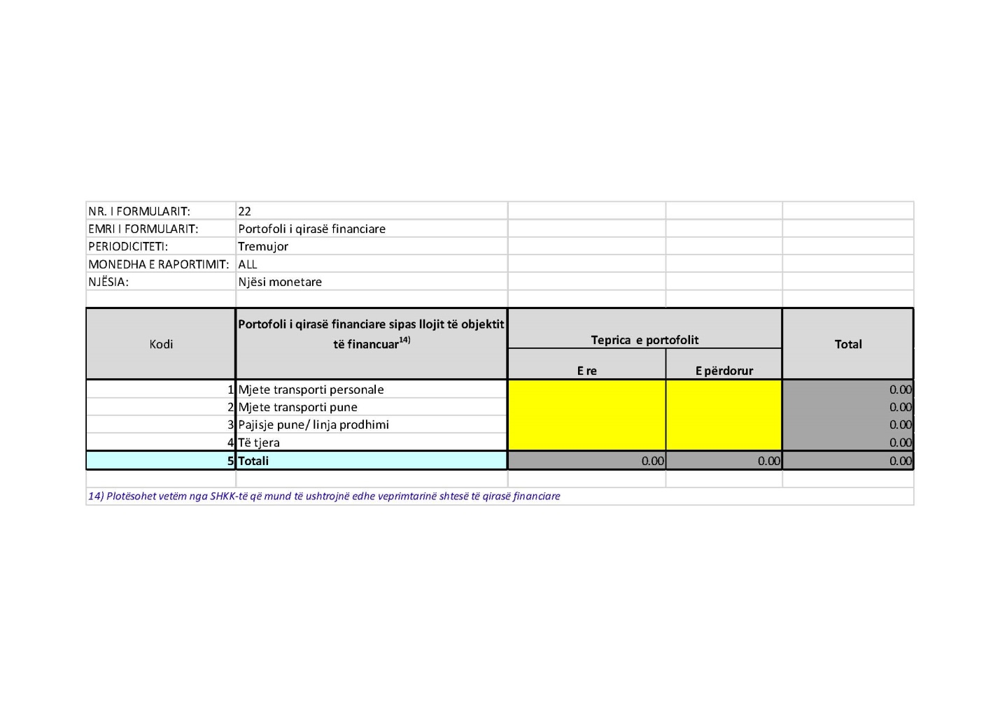 NR. I FORMULARIT: 22
EMRI I FORMULARIT: Portofoli i qirasë financiare
PERIODICITETI: Tremujor
MONEDHA E RAPORTIMIT: ALL
NJËSIA: Njësi monetare
Kodi Portofoli i qirasë financiare sipas llojit të objektit të financuar14) Teprica e portofolit Total
E re E përdorur
1 Mjete transporti personale 0.00
2 Mjete transporti pune 0.00
3 Pajisje pune/ linja prodhimi 0.00
4 Të tjera 0.00
5 Totali 0.00 0.00 0.00
14) Plotësohet vetëm nga SHKK-të që mund të ushtrojnë edhe veprimtarinë shtesë të qirasë financiare